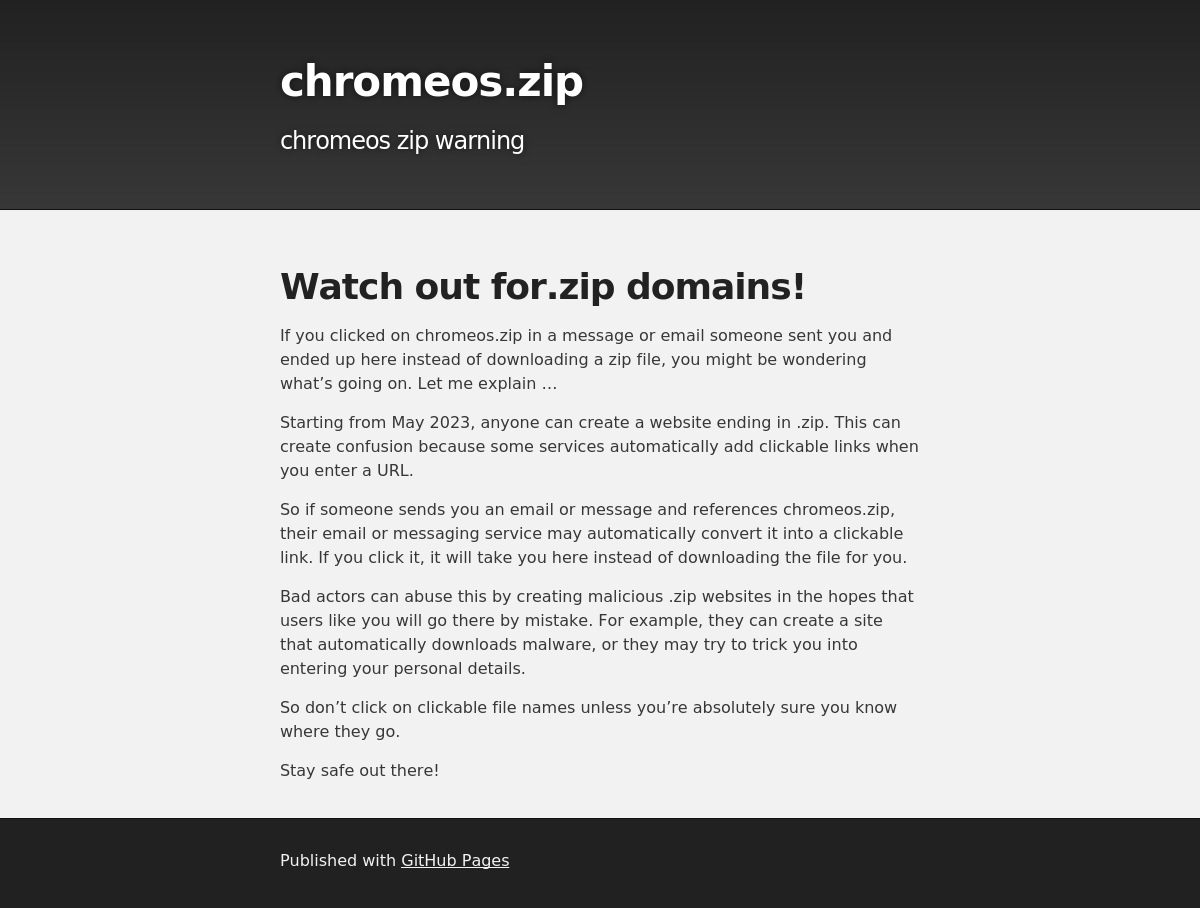 chromeos.zip
chromeos zip warning
Watch out for.zip domains!
If you clicked on chromeos.zip in a message or email someone sent you and
ended up here instead of downloading a zip file, you might be wondering
what’s going on. Let me explain …
Starting from May 2023, anyone can create a website ending in .zip. This can
create confusion because some services automatically add clickable links when
you enter a URL.
So if someone sends you an email or message and references chromeos.zip,
their email or messaging service may automatically convert it into a clickable
link. If you click it, it will take you here instead of downloading the file for you.
Bad actors can abuse this by creating malicious .zip websites in the hopes that
users like you will go there by mistake. For example, they can create a site
that automatically downloads malware, or they may try to trick you into
entering your personal details.
So don’t click on clickable file names unless you’re absolutely sure you know
where they go.
Stay safe out there!
Published with GitHub Pages